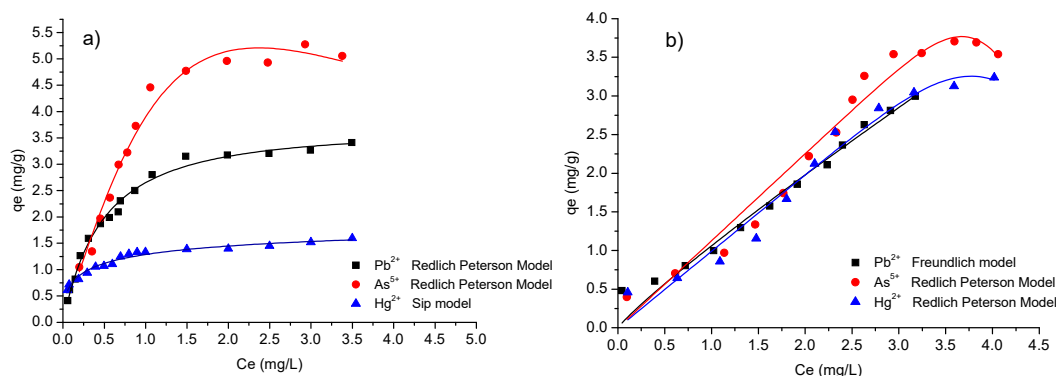 a)
qe (mg/g)
5.5
5.0
4.5
4.0
3.5
3.0
2.5
2.0
1.5
1.0
0.5
0.0
Pb²⁺ Redlich Peterson Model
As⁵⁺ Redlich Peterson Model
Hg²⁺ Sip model
0.0 0.5 1.0 1.5 2.0 2.5 3.0 3.5 4.0 4.5 5.0
Ce (mg/L)
b)
qe (mg/g)
4.0
3.5
3.0
2.5
2.0
1.5
1.0
0.5
0.0
Pb²⁺ Freundlich model
As⁵⁺ Redlich Peterson Model
Hg²⁺ Redlich Peterson Model
0.0 0.5 1.0 1.5 2.0 2.5 3.0 3.5 4.0 4.5
Ce (mg/L)